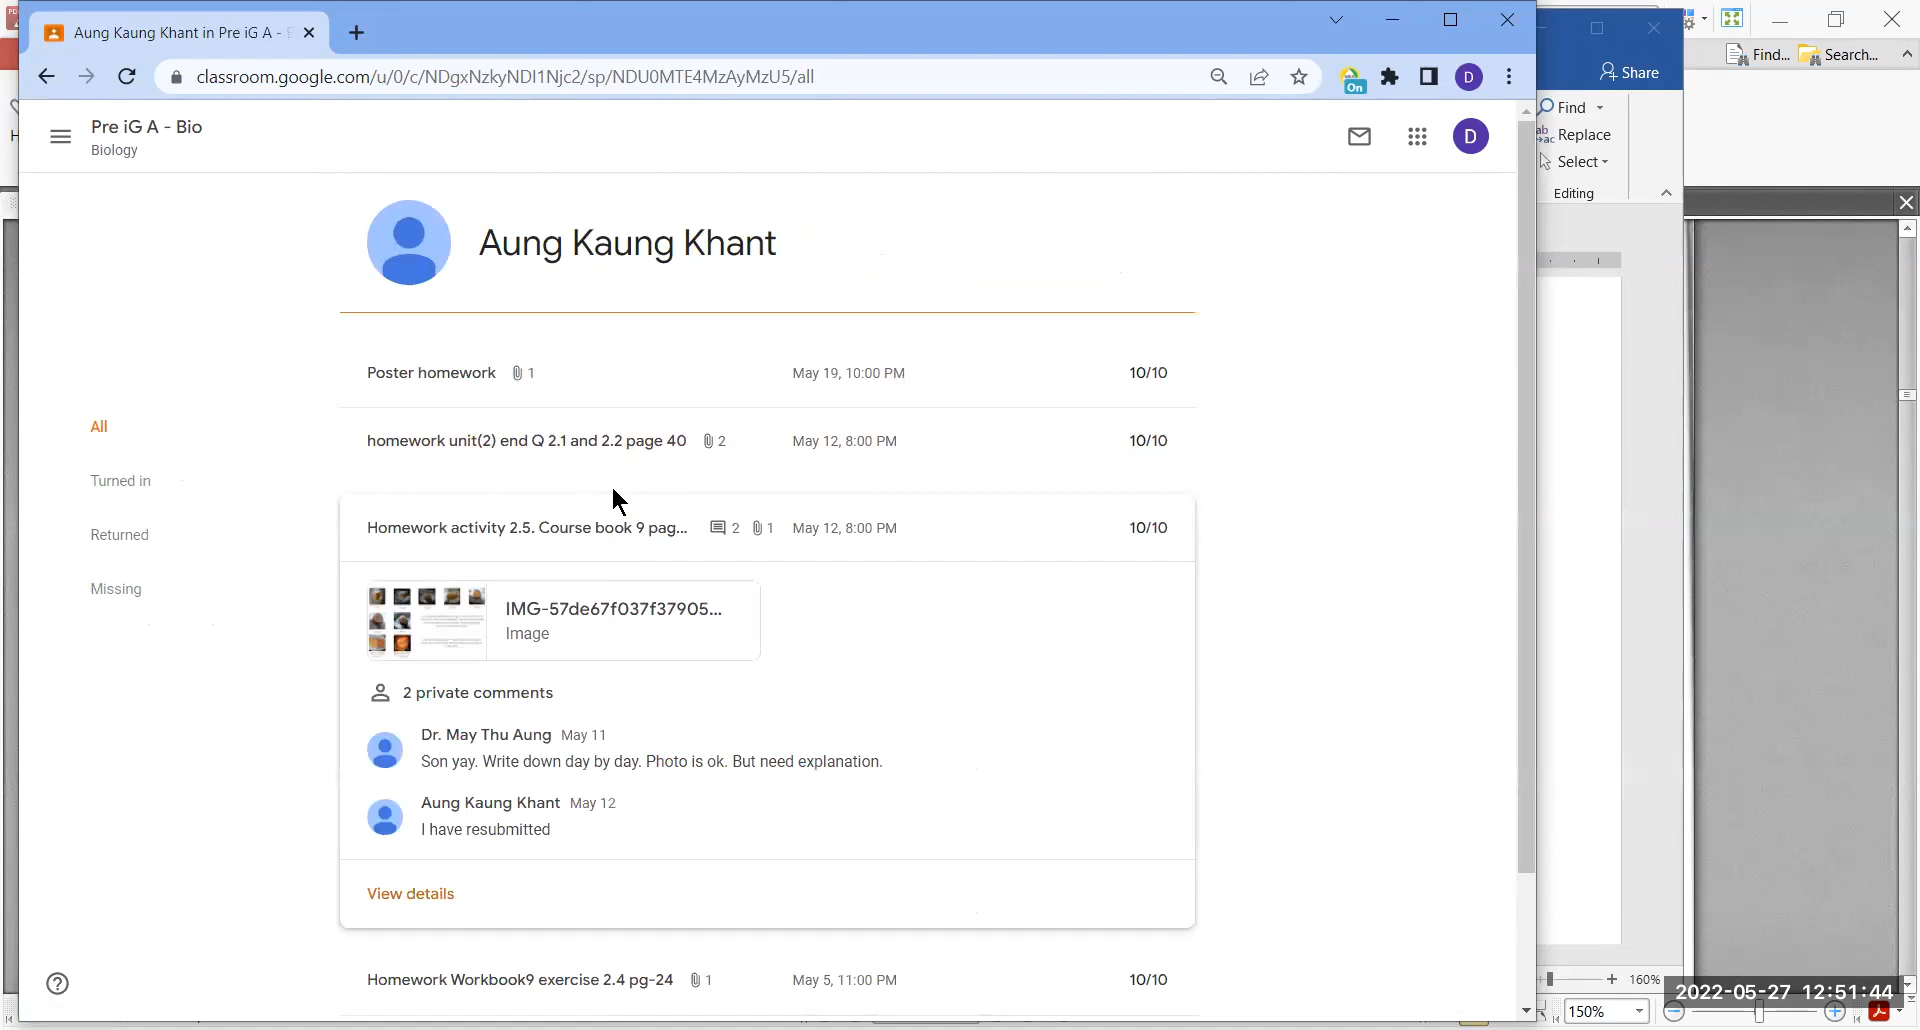 Aung Kaung Khant in Pre iG A -
classroom.google.com/u/0/c/NDgxNzkyNDI1Njc2/sp/NDU0MTE4MzAyMzU5/all
On
D
Find...
Search...
Share
Find
Replace
Select
Editing
Pre iG A - Bio
Biology
D
Aung Kaung Khant
Poster homework 1 May 19, 10:00 PM 10/10
All
homework unit(2) end Q 2.1 and 2.2 page 40 2 May 12, 8:00 PM 10/10
Turned in
Homework activity 2.5. Course book 9 pag... 2 1 May 12, 8:00 PM 10/10
Returned
Missing
IMG-57de67f037f37905...
Image
2 private comments
Dr. May Thu Aung May 11
Son yay. Write down day by day. Photo is ok. But need explanation.
Aung Kaung Khant May 12
I have resubmitted
View details
Homework Workbook9 exercise 2.4 pg-24 1 May 5, 11:00 PM 10/10
160%
2022-05-27 12:51:44
150%